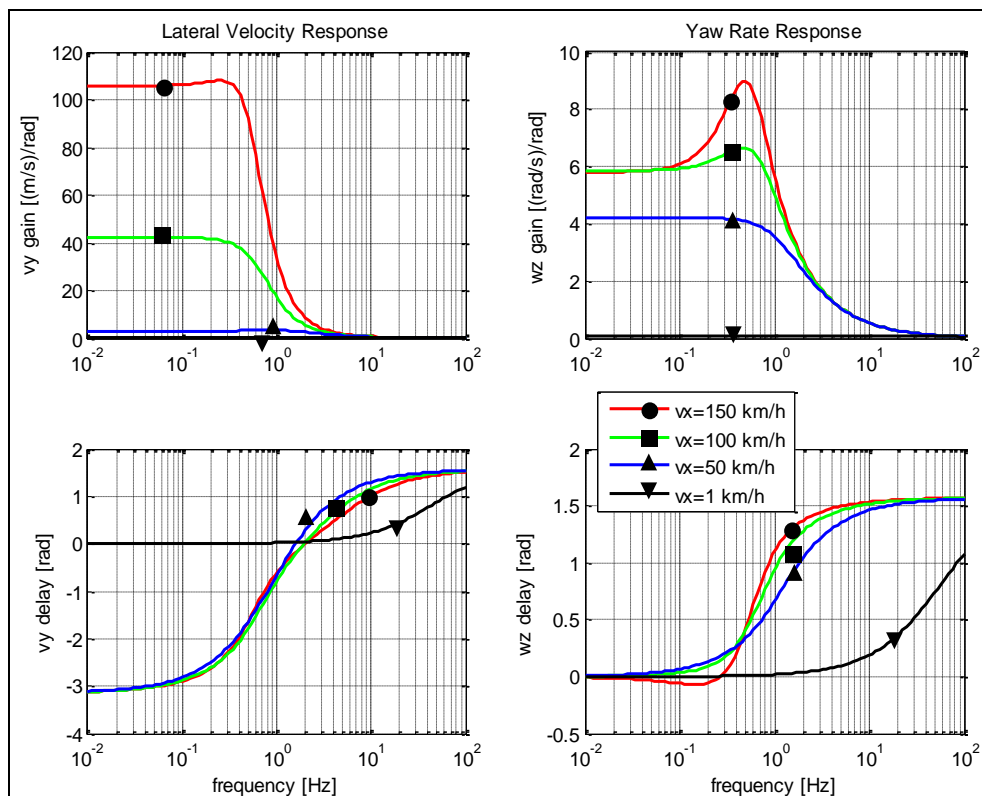 Lateral Velocity Response
120
100
80
60
40
20
0
vy gain [(m/s)/rad]
10^-2 10^-1 10^0 10^1 10^2
Yaw Rate Response
10
8
6
4
2
0
wz gain [(rad/s)/rad]
10^-2 10^-1 10^0 10^1 10^2
vx=150 km/h
vx=100 km/h
vx=50 km/h
vx=1 km/h
2
1
0
-1
-2
-3
-4
vy delay [rad]
10^-2 10^-1 10^0 10^1 10^2
frequency [Hz]
2
1.5
1
0.5
0
-0.5
wz delay [rad]
10^-2 10^-1 10^0 10^1 10^2
frequency [Hz]